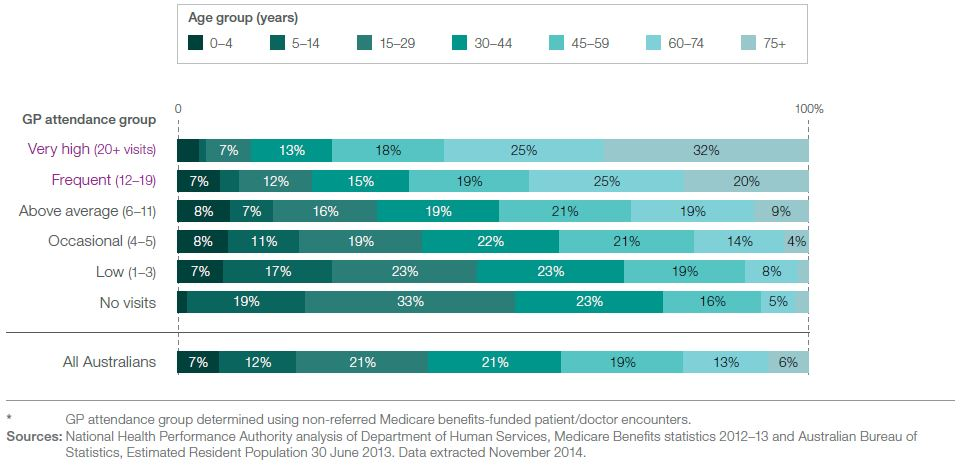 Age group (years)
0–4 5–14 15–29 30–44 45–59 60–74 75+
0 100%
GP attendance group
Very high (20+ visits) 7% 13% 18% 25% 32%
Frequent (12–19) 7% 12% 15% 19% 25% 20%
Above average (6–11) 8% 7% 16% 19% 21% 19% 9%
Occasional (4–5) 8% 11% 19% 22% 21% 14% 4%
Low (1–3) 7% 17% 23% 23% 19% 8%
No visits 19% 33% 23% 16% 5%
All Australians 7% 12% 21% 21% 19% 13% 6%
* GP attendance group determined using non-referred Medicare benefits-funded patient/doctor encounters.
Sources: National Health Performance Authority analysis of Department of Human Services, Medicare Benefits statistics 2012–13 and Australian Bureau of
Statistics, Estimated Resident Population 30 June 2013. Data extracted November 2014.